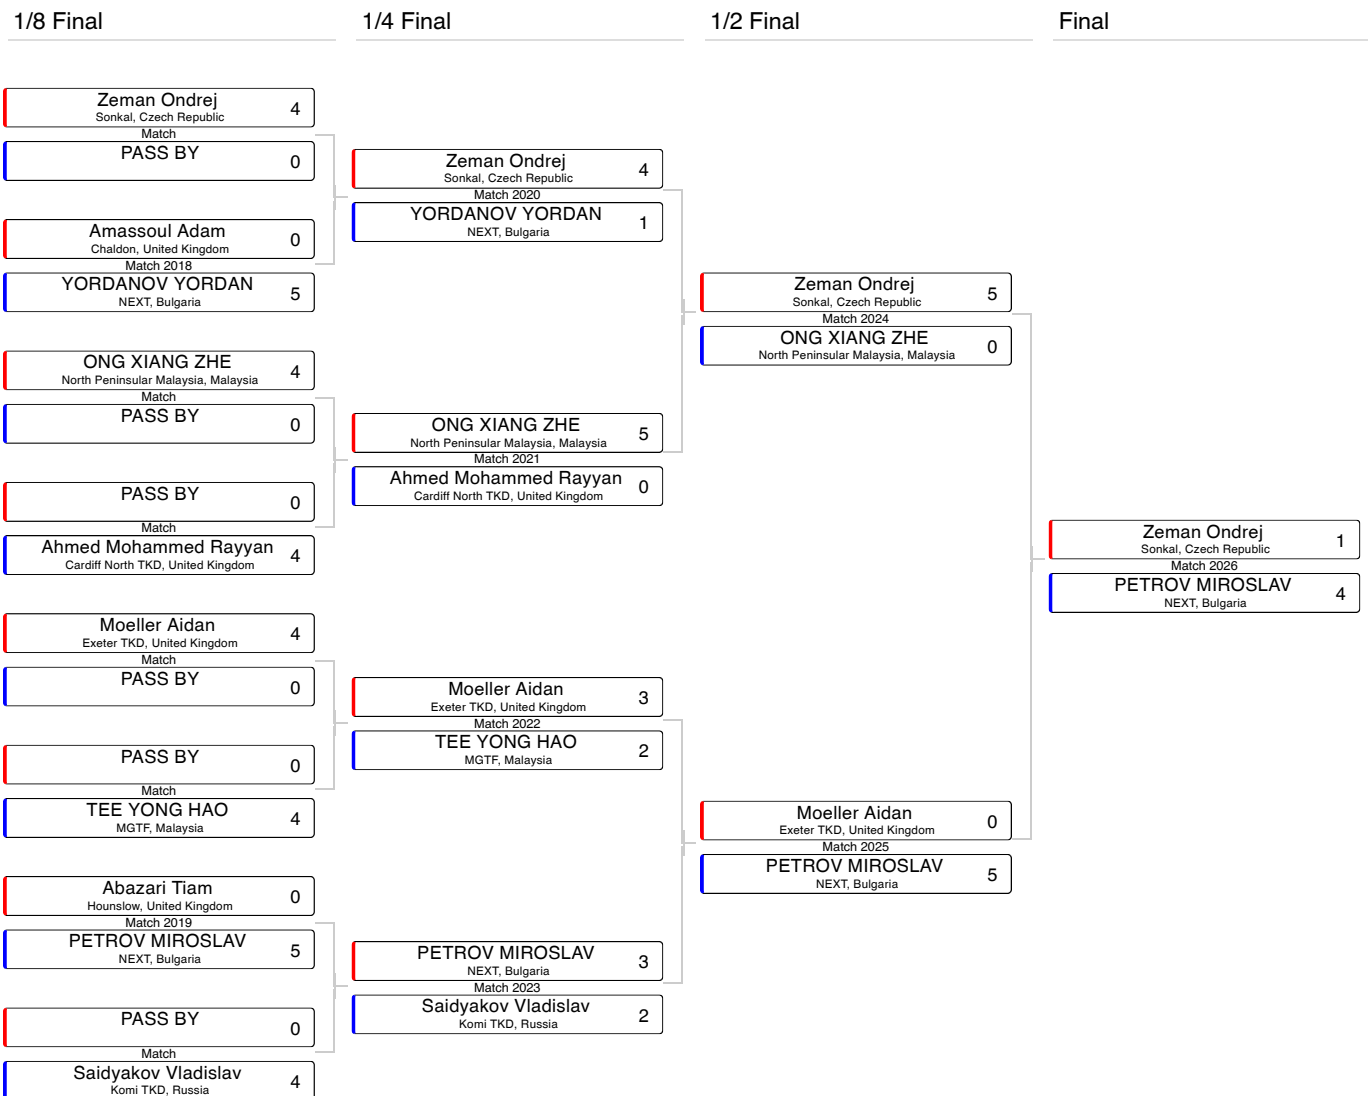 1/8 Final
1/4 Final
1/2 Final
Final
Zeman Ondrej
Sonkal, Czech Republic
4
Match
PASS BY
0
Amassoul Adam
Chaldon, United Kingdom
0
Match 2018
YORDANOV YORDAN
NEXT, Bulgaria
5
ONG XIANG ZHE
North Peninsular Malaysia, Malaysia
4
Match
PASS BY
0
PASS BY
0
Match
Ahmed Mohammed Rayyan
Cardiff North TKD, United Kingdom
4
Moeller Aidan
Exeter TKD, United Kingdom
4
Match
PASS BY
0
PASS BY
0
Match
TEE YONG HAO
MGTF, Malaysia
4
Abazari Tiam
Hounslow, United Kingdom
0
Match 2019
PETROV MIROSLAV
NEXT, Bulgaria
5
PASS BY
0
Match
Saidyakov Vladislav
Komi TKD, Russia
4
Zeman Ondrej
Sonkal, Czech Republic
4
Match 2020
YORDANOV YORDAN
NEXT, Bulgaria
1
ONG XIANG ZHE
North Peninsular Malaysia, Malaysia
5
Match 2021
Ahmed Mohammed Rayyan
Cardiff North TKD, United Kingdom
0
Moeller Aidan
Exeter TKD, United Kingdom
3
Match 2022
TEE YONG HAO
MGTF, Malaysia
2
PETROV MIROSLAV
NEXT, Bulgaria
3
Match 2023
Saidyakov Vladislav
Komi TKD, Russia
2
Zeman Ondrej
Sonkal, Czech Republic
5
Match 2024
ONG XIANG ZHE
North Peninsular Malaysia, Malaysia
0
Moeller Aidan
Exeter TKD, United Kingdom
0
Match 2025
PETROV MIROSLAV
NEXT, Bulgaria
5
Zeman Ondrej
Sonkal, Czech Republic
1
Match 2026
PETROV MIROSLAV
NEXT, Bulgaria
4